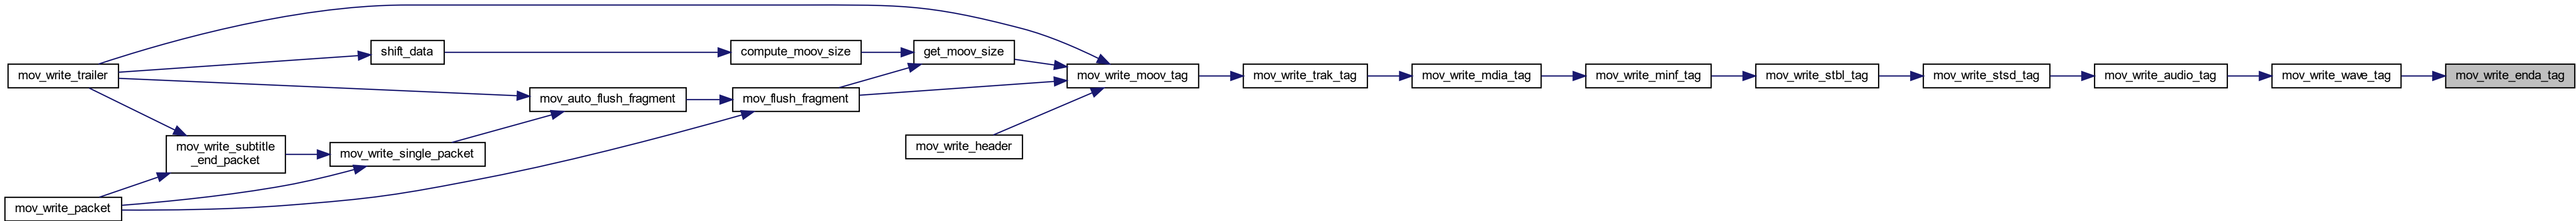 mov_write_trailer
shift_data
compute_moov_size
get_moov_size
mov_write_moov_tag
mov_write_trak_tag
mov_write_mdia_tag
mov_write_minf_tag
mov_write_stbl_tag
mov_write_stsd_tag
mov_write_audio_tag
mov_write_wave_tag
mov_write_enda_tag
mov_auto_flush_fragment
mov_flush_fragment
mov_write_subtitle
_end_packet
mov_write_single_packet
mov_write_header
mov_write_packet